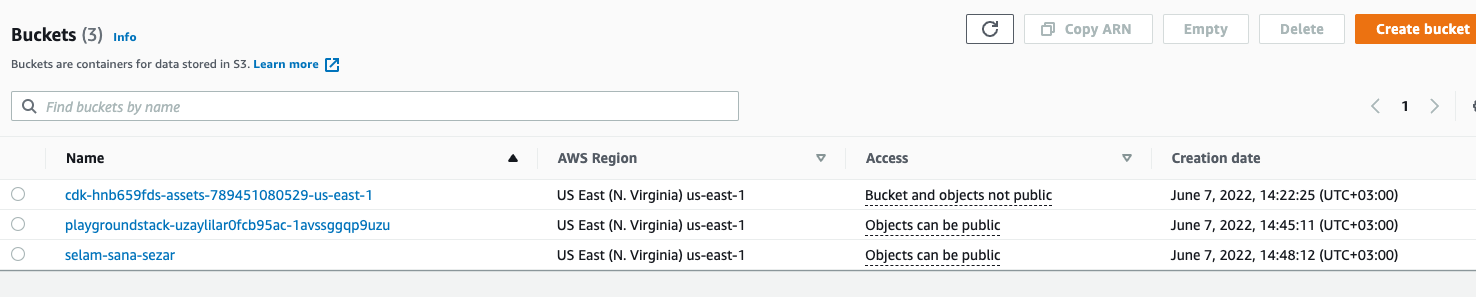 Buckets (3) Info
Copy ARN Empty Delete Create bucket
Buckets are containers for data stored in S3. Learn more
Find buckets by name
1
Name AWS Region Access Creation date
cdk-hnb659fds-assets-789451080529-us-east-1 US East (N. Virginia) us-east-1 Bucket and objects not public June 7, 2022, 14:22:25 (UTC+03:00)
playgroundstack-uzaylilar0fcb95ac-1avssggqp9uzu US East (N. Virginia) us-east-1 Objects can be public June 7, 2022, 14:45:11 (UTC+03:00)
selam-sana-sezar US East (N. Virginia) us-east-1 Objects can be public June 7, 2022, 14:48:12 (UTC+03:00)